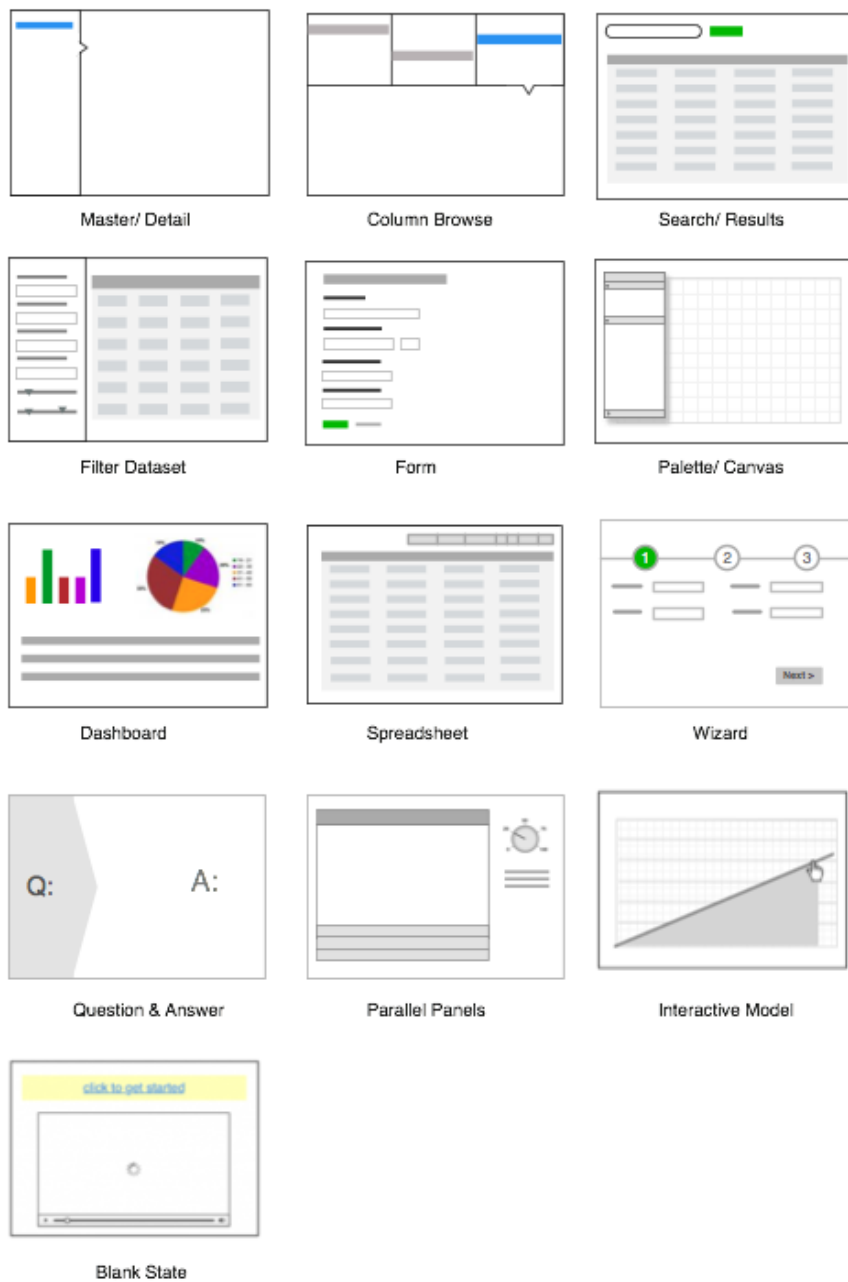 Master/ Detail
Column Browse
Search/ Results
Filter Dataset
Form
Palette/ Canvas
Dashboard
Spreadsheet
1
2
3
Next >
Wizard
Q:
A:
Question & Answer
Parallel Panels
Interactive Model
click to get started
Blank State